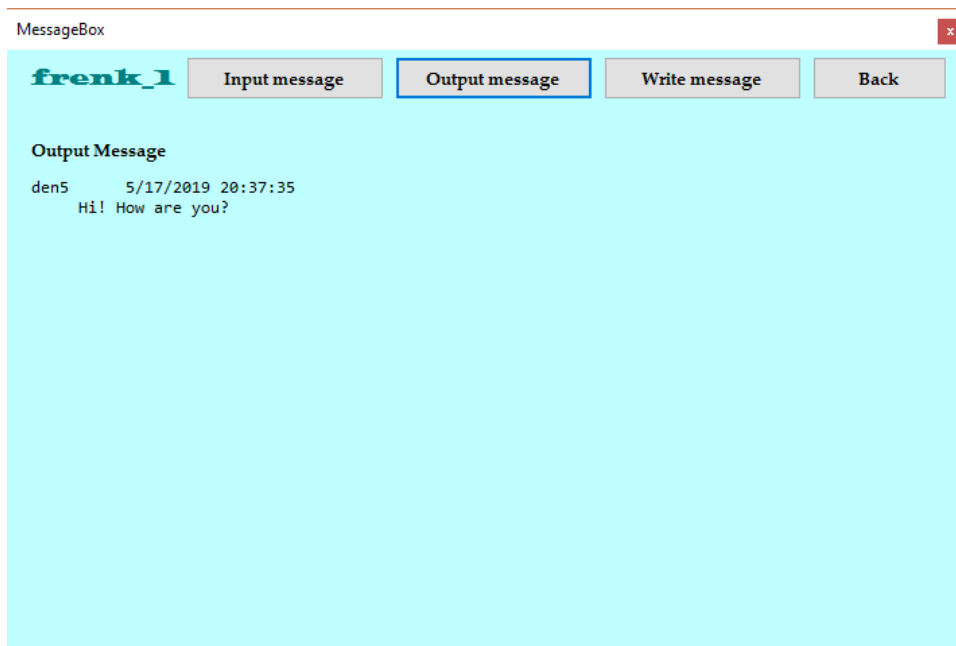 MessageBox
x
frenk_1 Input message Output message Write message Back
Output Message
den5 5/17/2019 20:37:35
Hi! How are you?